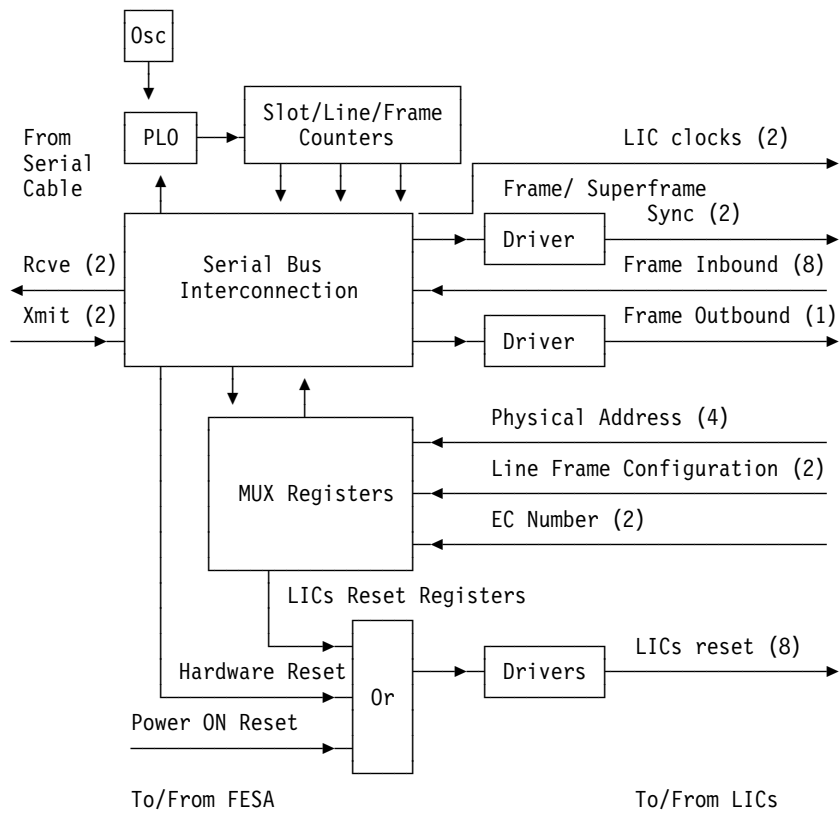 Osc
Slot/Line/Frame
Counters
PLO
From
Serial
Cable
LIC clocks (2)
Frame/ Superframe
Sync (2)
Driver
Rcve (2)
Serial Bus
Interconnection
Frame Inbound (8)
Xmit (2)
Frame Outbound (1)
Driver
Physical Address (4)
Line Frame Configuration (2)
MUX Registers
EC Number (2)
LICs Reset Registers
LICs reset (8)
Hardware Reset
Or
Drivers
Power ON Reset
To/From FESA
To/From LICs